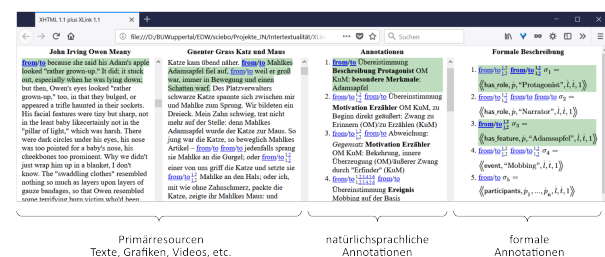 XHTML 1.1 plus XLink 1.1
file:///D:/BUWuppertal/EDW/sciebo/Projekte_IN/intertextualität/XLi
Suchen
John Irving Owen Meany
from/to because she said his Adam's apple
looked "rather grown-up." It did; it stuck
out, especially when he was lying down;
but then, Owen's eyes looked "rather
grown-up," too, in that they bulged, or
appeared a trifle haunted in their sockets.
His facial features were tiny but sharp, not
in the least baby like(certainly not in the
"pillar of light," which was harsh. There
were dark circles under his eyes, his nose
was too pointed for a baby's nose, his
cheekbones too prominent. Why we didn't
just wrap him up in a blanket, I don't
know. The "swaddling clothes" resembled
nothing so much as layers upon layers of
gauze bandages, so that Owen resembled
some terrifying burn victim who'd been
Guenter Grass Katz und Maus
Katze kam übend näher. from/to Mahlkes
Adamsapfel fiel auf, from/to weil er groß
war, immer in Bewegung und einen
Schatten warf. Des Platzverwalters
schwarze Katze spannte sich zwischen mir
und Mahlke zum Sprung. Wir bildeten ein
Dreieck. Mein Zahn schwieg, trat nicht
mehr auf der Stelle: denn Mahlkes
Adamsapfel wurde der Katze zur Maus. So
jung war die Katze, so beweglich Mahlkes
Artikel – from/to from/to jedenfalls sprang
sie Mahlke an die Gurgel; oder from/to
einer von uns griff die Katze und setzte sie
from/to Mahlke an den Hals; oder ich,
mit wie ohne Zahnschmerz, packte die
Katze, zeigte ihr Mahlkes Maus: und
Annotationen
1. from/to Übereinstimmung
Beschreibung Protagonist OM
KuM: besondere Merkmale:
Adamsapfel
2. from/to Übereinstimmung
Motivation Erzähler OM KuM, zu
Beginn direkt geäußert: Zwang zu
Erinnern (OM)/zu Erzählen (KuM)
3. from/to from/to Abweichung:
Gegensatz Motivation Erzähler
OM KuM: Bekehrung, innere
Überzeugung (OM)/äußerer Zwang
durch "Erfinder" (KuM)
4. from/to
Übereinstimmung Ereignis
Mobbing auf der Basis
Formale Beschreibung
1. from/to from/to σ₁ =
⟪has_role, ṗ, "Protagonist", l̇, ṫ, 1⟫
2. from/to from/to σ₂ =
⟪has_role, ṗ, "Narrator", l̇, ṫ, 1⟫
3. from/to σ₃ =
⟪has_feature, ṗ, "Adamsapfel", l̇, ṫ, 1⟫
4. from/to from/to σ₄ =
⟪event, "Mobbing", l̇, ṫ, 1⟫
5. from/to σ₅ =
⟪participants, ṗ₁, ..., ṗₙ, l̇, ṫ, 1⟫
Primärresourcen
Texte, Grafiken, Videos, etc.
natürlichsprachliche
Annotationen
formale
Annotationen